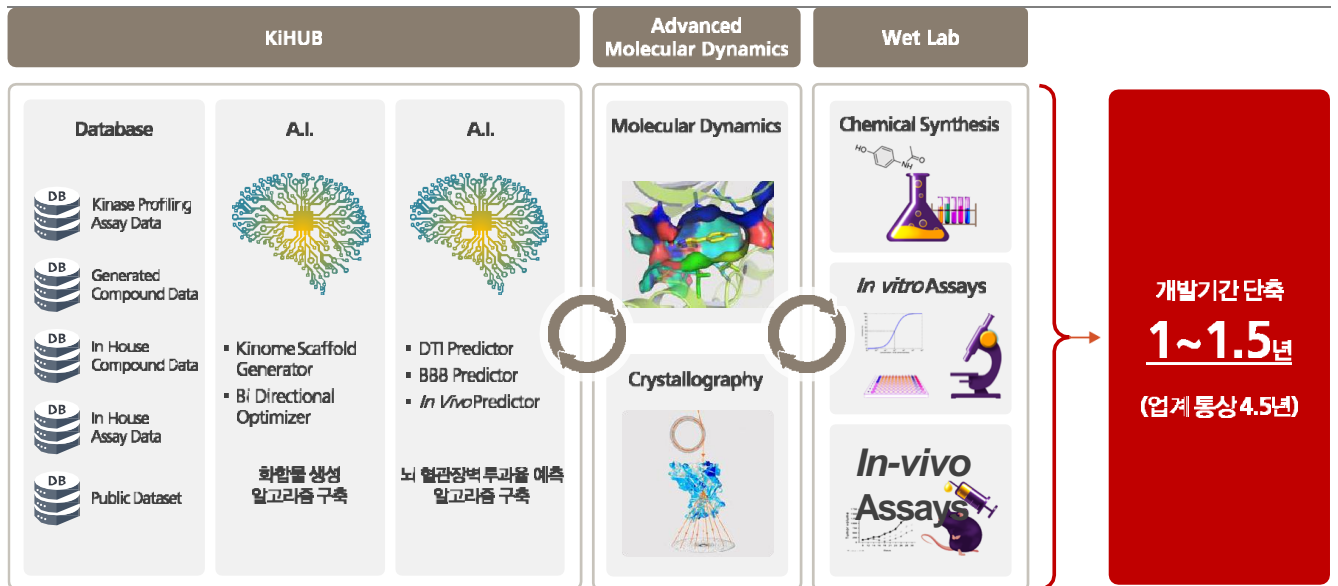 KiHUB
Advanced
Molecular Dynamics
Wet Lab
Database
DB
Kinase Profiling
Assay Data
DB
Generated
Compound Data
DB
In House
Compound Data
DB
In House
Assay Data
DB
Public Dataset
A.I.
▪ Kinome Scaffold
Generator
▪ Bi Directional
Optimizer
화합물 생성
알고리즘 구축
A.I.
▪ DTI Predictor
▪ BBB Predictor
▪ In Vivo Predictor
뇌 혈관장벽 투과율 예측
알고리즘 구축
Molecular Dynamics
Crystallography
Chemical Synthesis
HO
NH
O
In vitro Assays
In-vivo
Assays
개발기간 단축
1~1.5년
(업계 통상 4.5년)